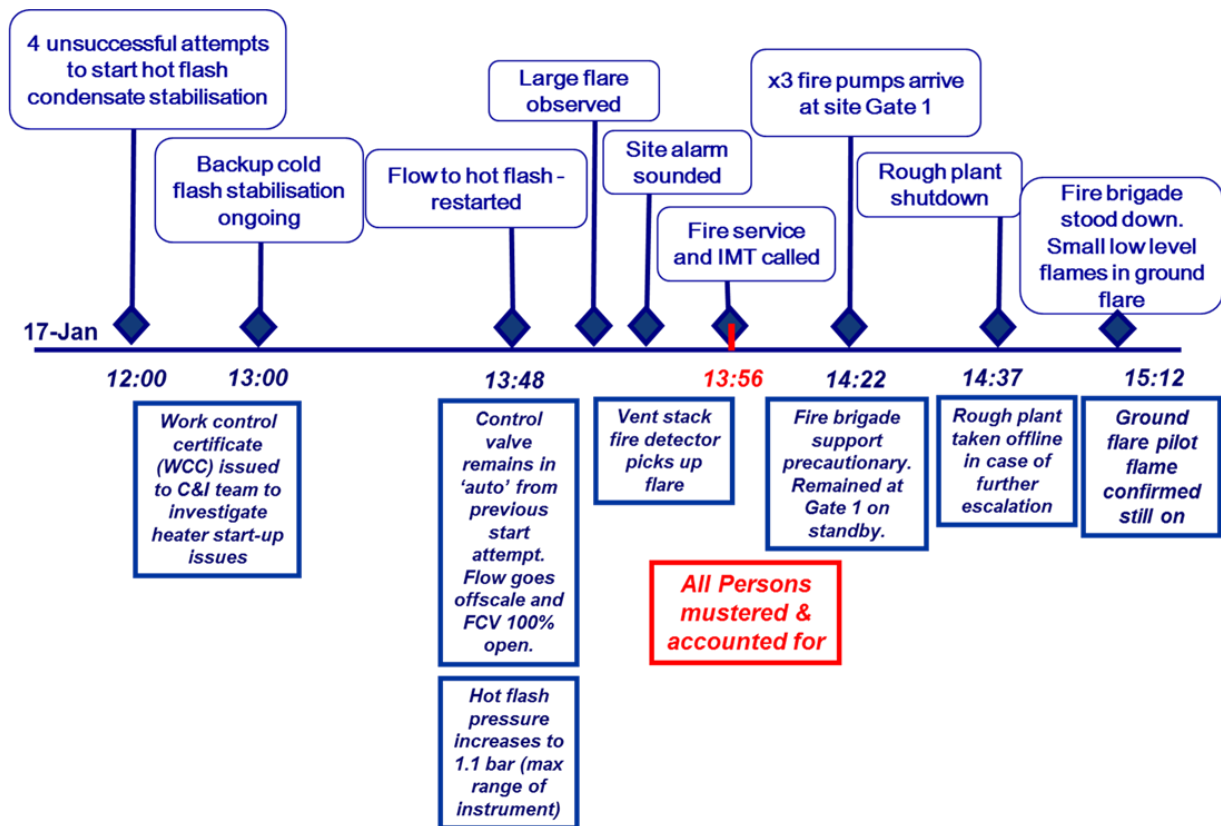 4 unsuccessful attempts
to start hot flash
condensate stabilisation
Backup cold
flash stabilisation
ongoing
Flow to hot flash -
restarted
Large flare
observed
Site alarm
sounded
Fire service
and IMT called
x3 fire pumps arrive
at site Gate 1
Rough plant
shutdown
Fire brigade
stood down.
Small low level
flames in ground
flare
17-Jan
12:00
13:00
13:48
13:56
14:22
14:37
15:12
Work control
certificate
(WCC) issued
to C&I team to
investigate
heater start-up
issues
Control
valve
remains in
‘auto’ from
previous
start
attempt.
Flow goes
offscale and
FCV 100%
open.
Hot flash
pressure
increases to
1.1 bar (max
range of
instrument)
Vent stack
fire detector
picks up
flare
All Persons
mustered &
accounted for
Fire brigade
support
precautionary.
Remained at
Gate 1 on
standby.
Rough plant
taken offline
in case of
further
escalation
Ground
flare pilot
flame
confirmed
still on